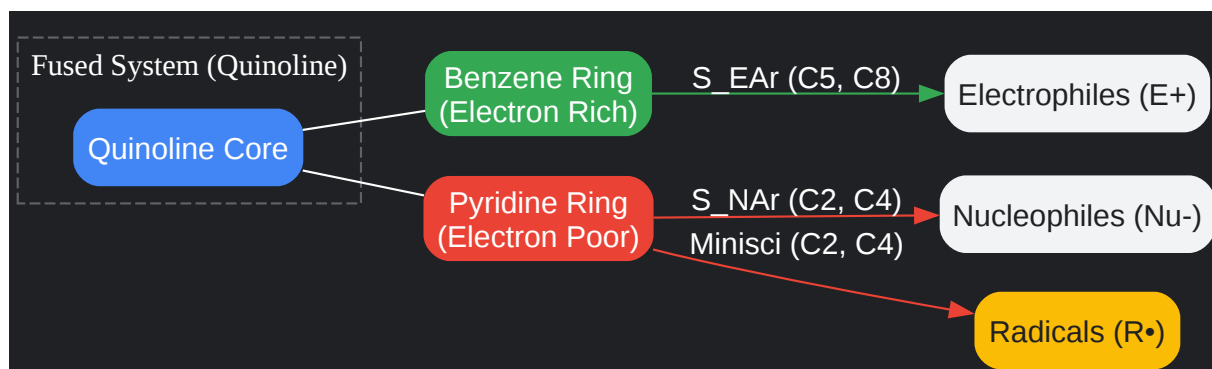 Fused System (Quinoline)
Quinoline Core
Benzene Ring
(Electron Rich)
S_EAr (C5, C8)
Electrophiles (E+)
Pyridine Ring
(Electron Poor)
S_NAr (C2, C4)
Minisci (C2, C4)
Nucleophiles (Nu-)
Radicals (R•)